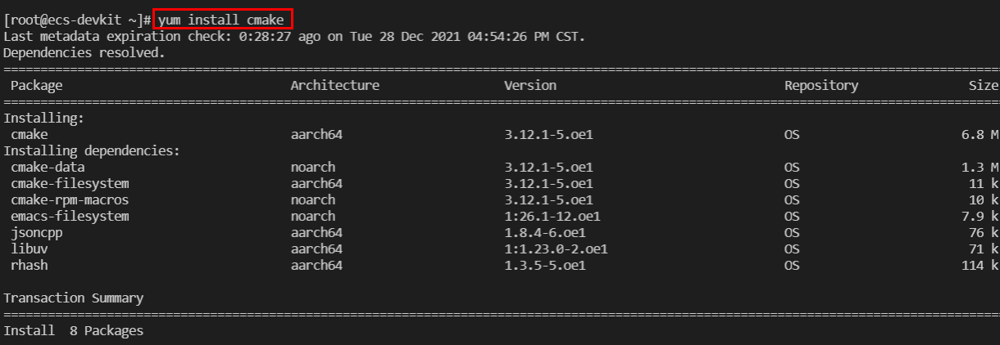 [root@ecs-devkit ~]# yum install cmake
Last metadata expiration check: 0:28:27 ago on Tue 28 Dec 2021 04:54:26 PM CST.
Dependencies resolved.
Package Architecture Version Repository Size
Installing:
cmake aarch64 3.12.1-5.oe1 OS 6.8 M
Installing dependencies:
cmake-data noarch 3.12.1-5.oe1 OS 1.3 M
cmake-filesystem aarch64 3.12.1-5.oe1 OS 11 k
cmake-rpm-macros noarch 3.12.1-5.oe1 OS 10 k
emacs-filesystem noarch 1:26.1-12.oe1 OS 7.9 k
jsoncpp aarch64 1.8.4-6.oe1 OS 76 k
libuv aarch64 1:1.23.0-2.oe1 OS 71 k
rhash aarch64 1.3.5-5.oe1 OS 114 k
Transaction Summary
Install 8 Packages